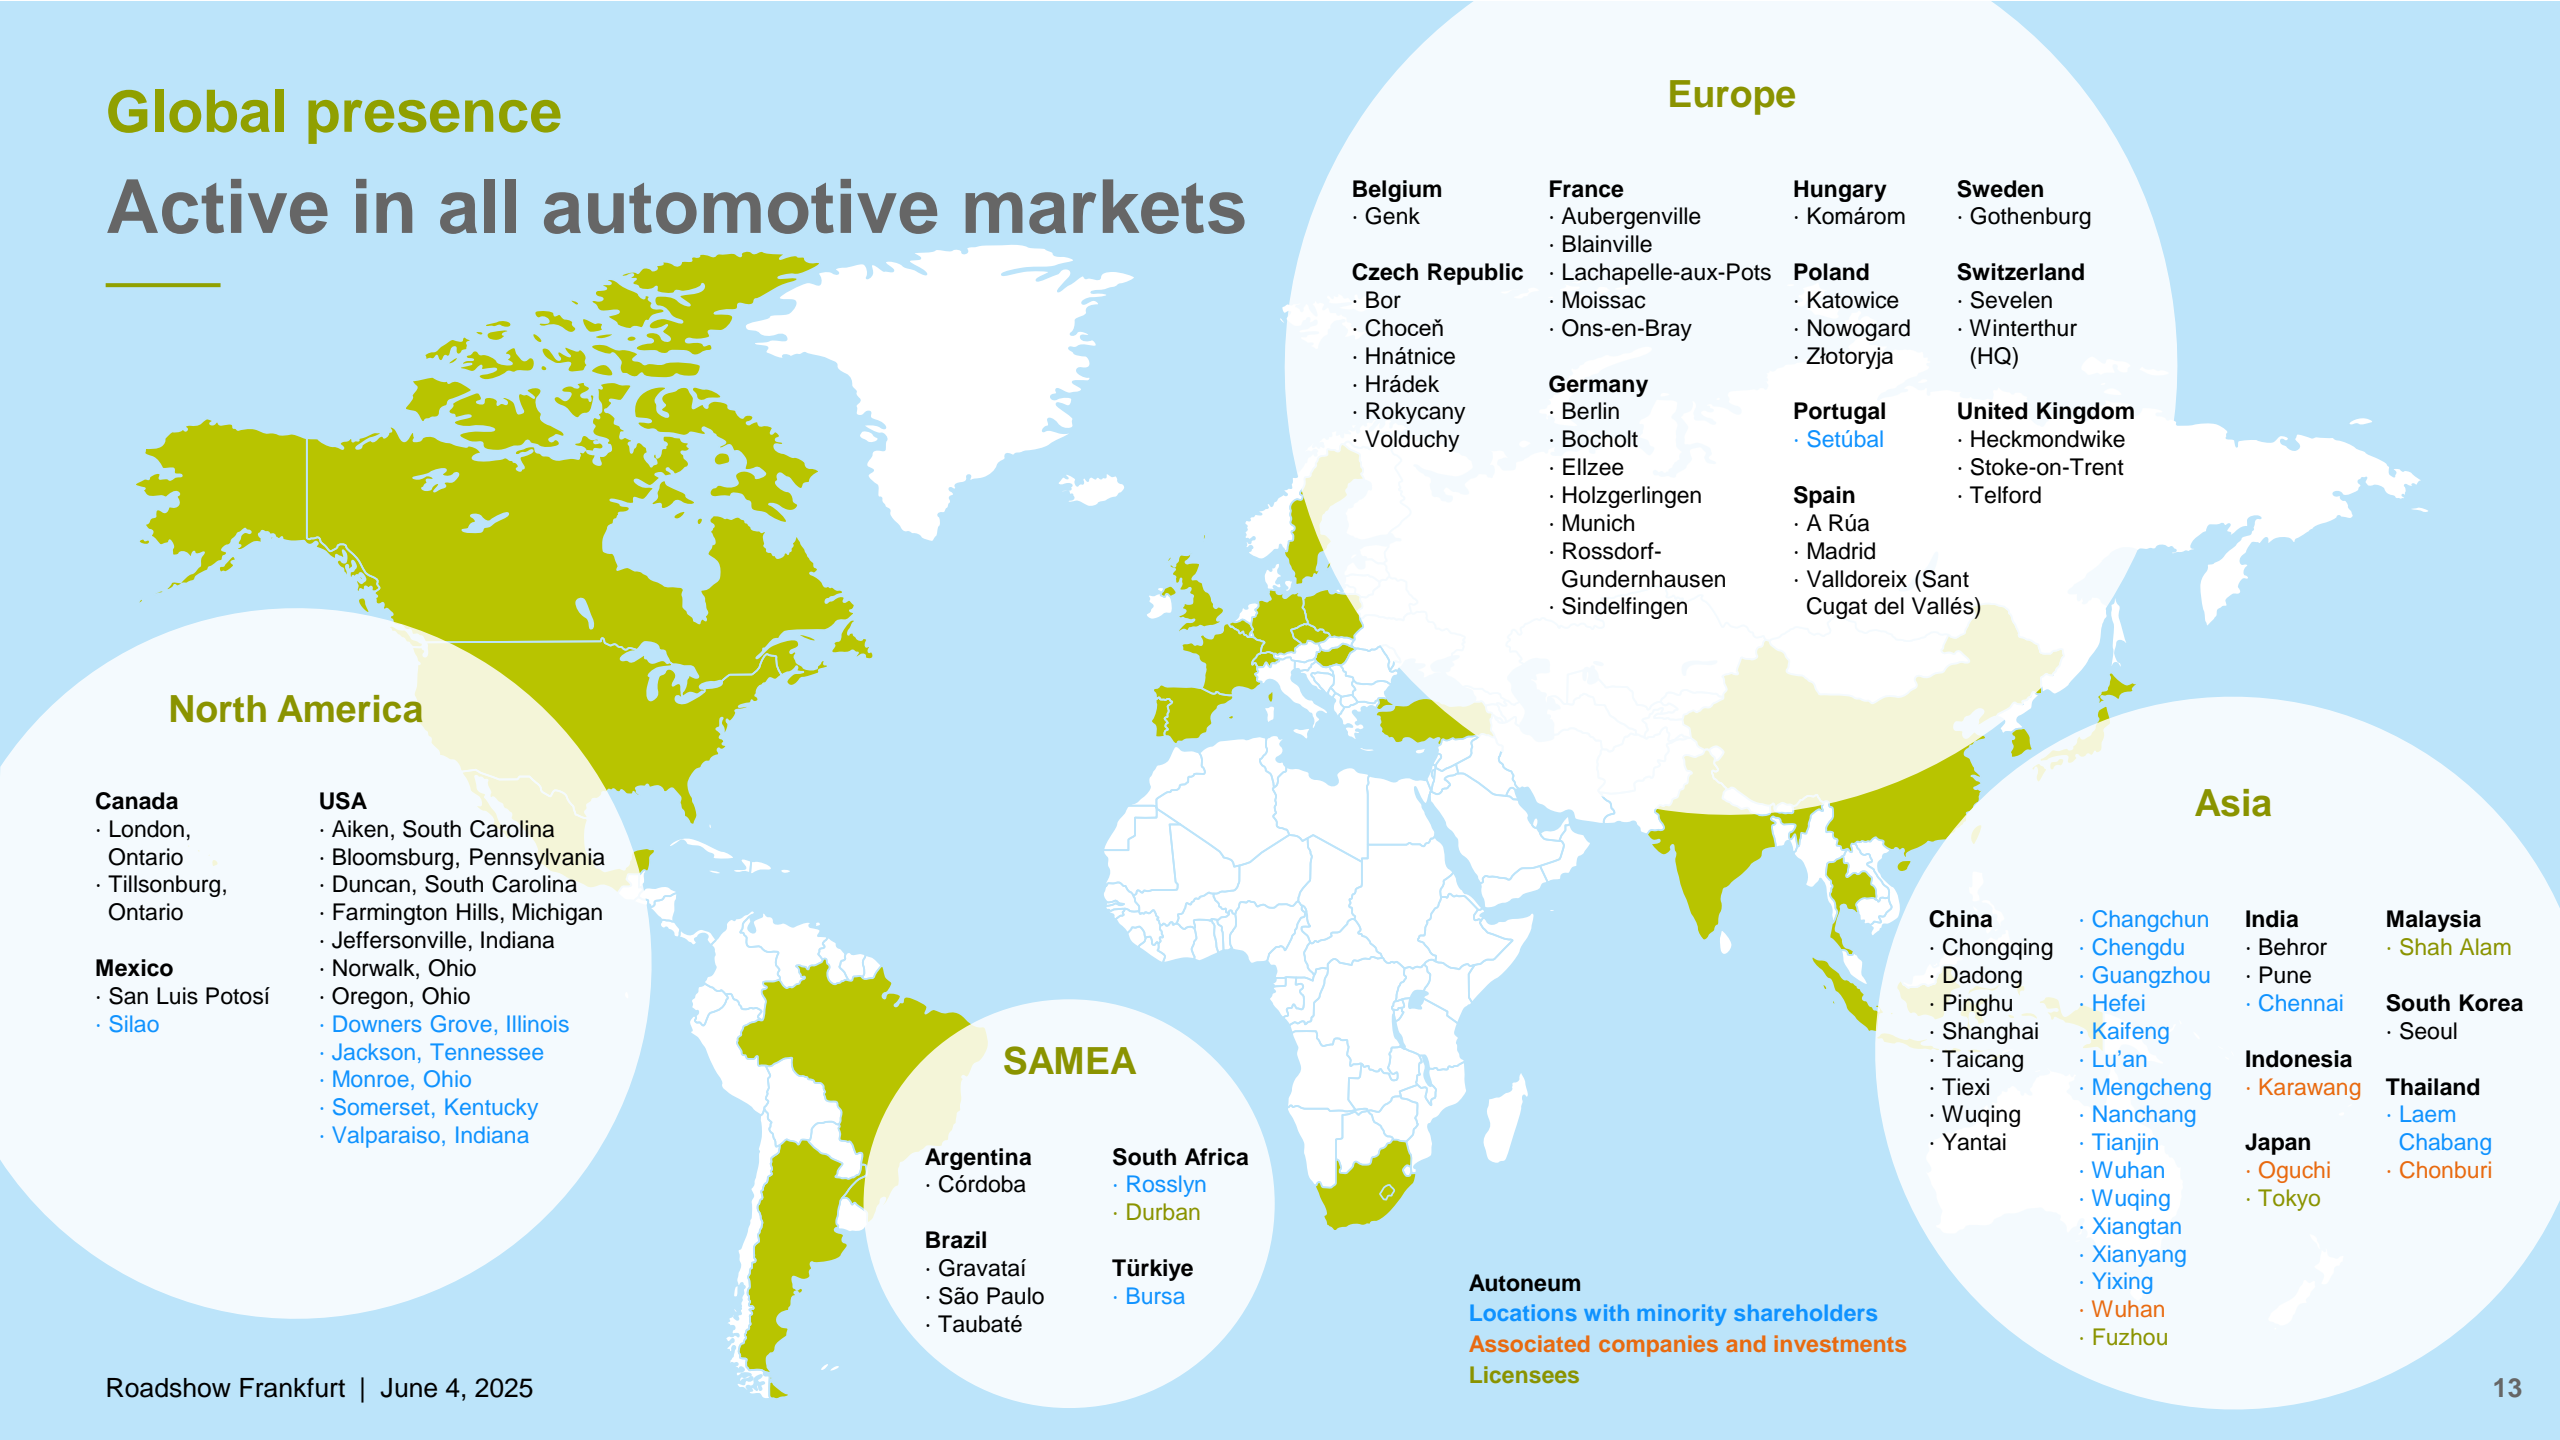 Global presence
Active in all automotive markets
Europe
Belgium
· Genk
Czech Republic
· Bor
· Choceň
· Hnátnice
· Hrádek
· Rokycany
· Volduchy
France
· Aubergenville
· Blainville
· Lachapelle-aux-Pots
· Moissac
· Ons-en-Bray
Germany
· Berlin
· Bocholt
· Ellzee
· Holzgerlingen
· Munich
· Rossdorf-
Gundernhausen
· Sindelfingen
Hungary
· Komárom
Poland
· Katowice
· Nowogard
· Złotoryja
Portugal
· Setúbal
Spain
· A Rúa
· Madrid
· Valldoreix (Sant
Cugat del Vallés)
Sweden
· Gothenburg
Switzerland
· Sevelen
· Winterthur
(HQ)
United Kingdom
· Heckmondwike
· Stoke-on-Trent
· Telford
North America
Canada
· London,
Ontario
· Tillsonburg,
Ontario
Mexico
· San Luis Potosí
· Silao
USA
· Aiken, South Carolina
· Bloomsburg, Pennsylvania
· Duncan, South Carolina
· Farmington Hills, Michigan
· Jeffersonville, Indiana
· Norwalk, Ohio
· Oregon, Ohio
· Downers Grove, Illinois
· Jackson, Tennessee
· Monroe, Ohio
· Somerset, Kentucky
· Valparaiso, Indiana
SAMEA
Argentina
· Córdoba
Brazil
· Gravataí
· São Paulo
· Taubaté
South Africa
· Rosslyn
· Durban
Türkiye
· Bursa
Asia
China
· Chongqing
· Dadong
· Pinghu
· Shanghai
· Taicang
· Tiexi
· Wuqing
· Yantai
· Changchun
· Chengdu
· Guangzhou
· Hefei
· Kaifeng
· Lu’an
· Mengcheng
· Nanchang
· Tianjin
· Wuhan
· Wuqing
· Xiangtan
· Xianyang
· Yixing
· Wuhan
· Fuzhou
India
· Behror
· Pune
· Chennai
Indonesia
· Karawang
Japan
· Oguchi
· Tokyo
Malaysia
· Shah Alam
South Korea
· Seoul
Thailand
· Laem
Chabang
· Chonburi
Autoneum
Locations with minority shareholders
Associated companies and investments
Licensees
Roadshow Frankfurt | June 4, 2025
13